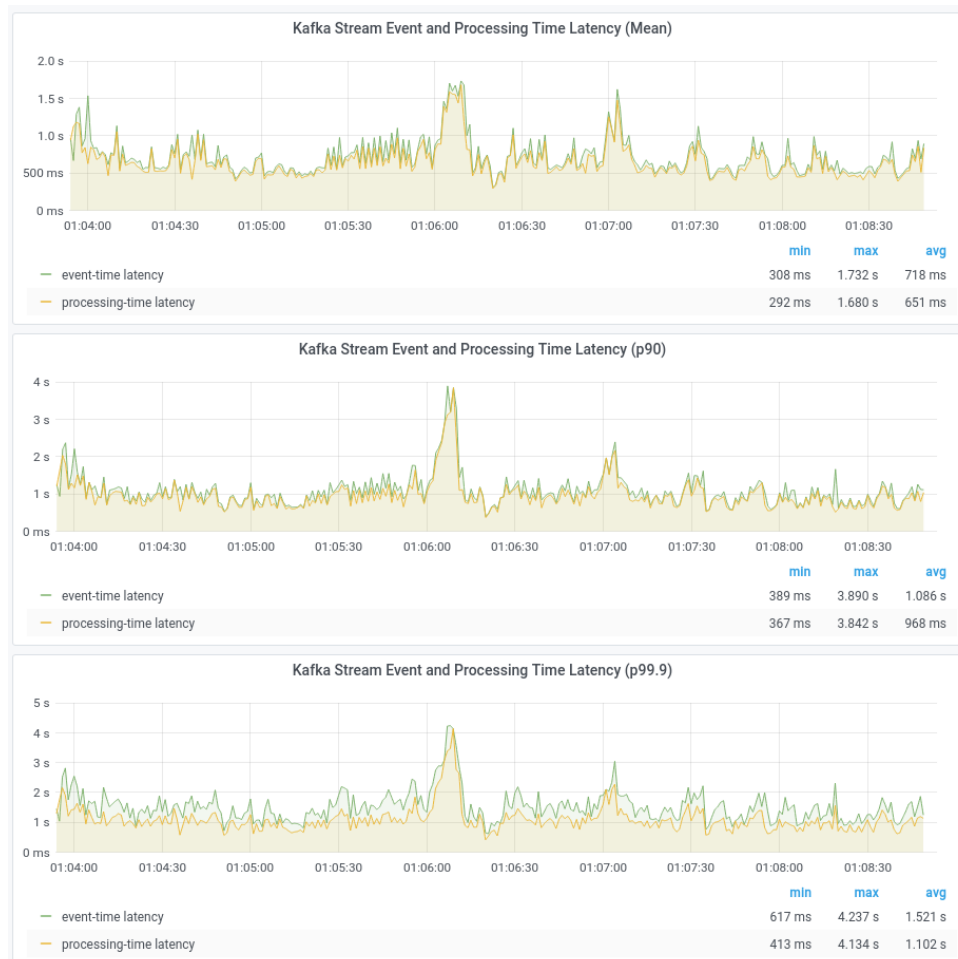 Kafka Stream Event and Processing Time Latency (Mean)
2.0 s
1.5 s
1.0 s
500 ms
0 ms
01:04:00 01:04:30 01:05:00 01:05:30 01:06:00 01:06:30 01:07:00 01:07:30 01:08:00 01:08:30
min max avg
event-time latency 308 ms 1.732 s 718 ms
processing-time latency 292 ms 1.680 s 651 ms
Kafka Stream Event and Processing Time Latency (p90)
4 s
3 s
2 s
1 s
0 ms
01:04:00 01:04:30 01:05:00 01:05:30 01:06:00 01:06:30 01:07:00 01:07:30 01:08:00 01:08:30
min max avg
event-time latency 389 ms 3.890 s 1.086 s
processing-time latency 367 ms 3.842 s 968 ms
Kafka Stream Event and Processing Time Latency (p99.9)
5 s
4 s
3 s
2 s
1 s
0 ms
01:04:00 01:04:30 01:05:00 01:05:30 01:06:00 01:06:30 01:07:00 01:07:30 01:08:00 01:08:30
min max avg
event-time latency 617 ms 4.237 s 1.521 s
processing-time latency 413 ms 4.134 s 1.102 s